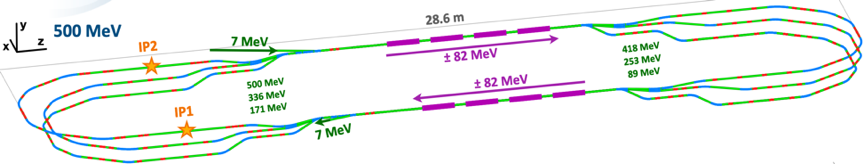 y
x z
500 MeV
IP2
7 MeV
28.6 m
± 82 MeV
418 MeV
253 MeV
89 MeV
500 MeV
336 MeV
171 MeV
± 82 MeV
IP1
7 MeV